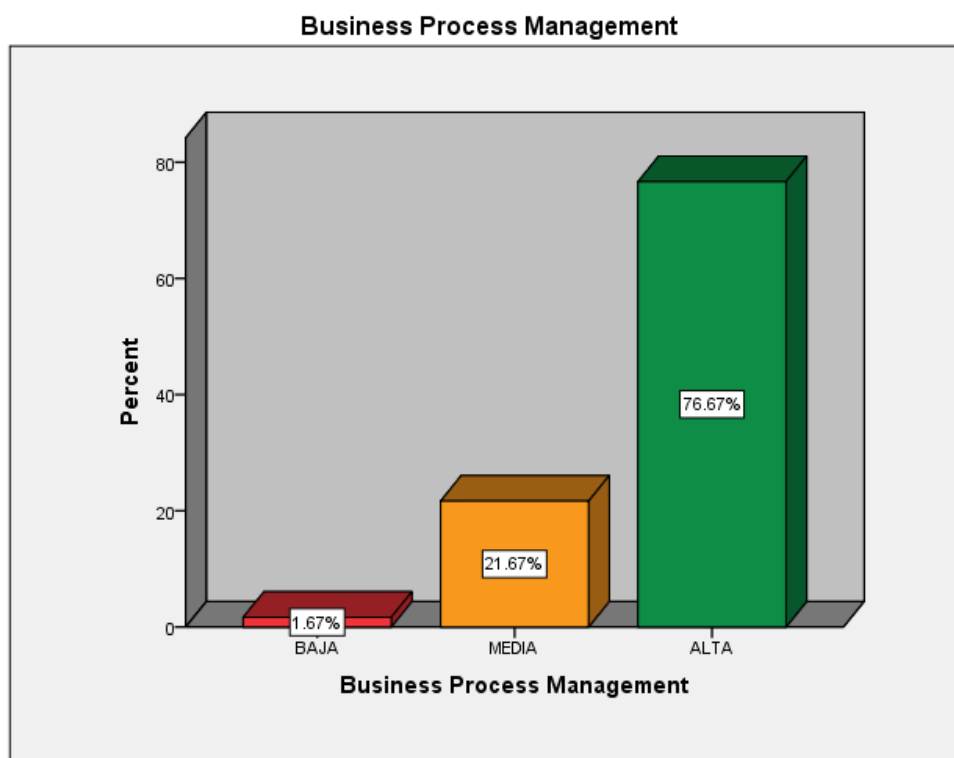 Business Process Management
80
60
40
20
0
Percent
76.67%
21.67%
1.67%
BAJA
MEDIA
ALTA
Business Process Management